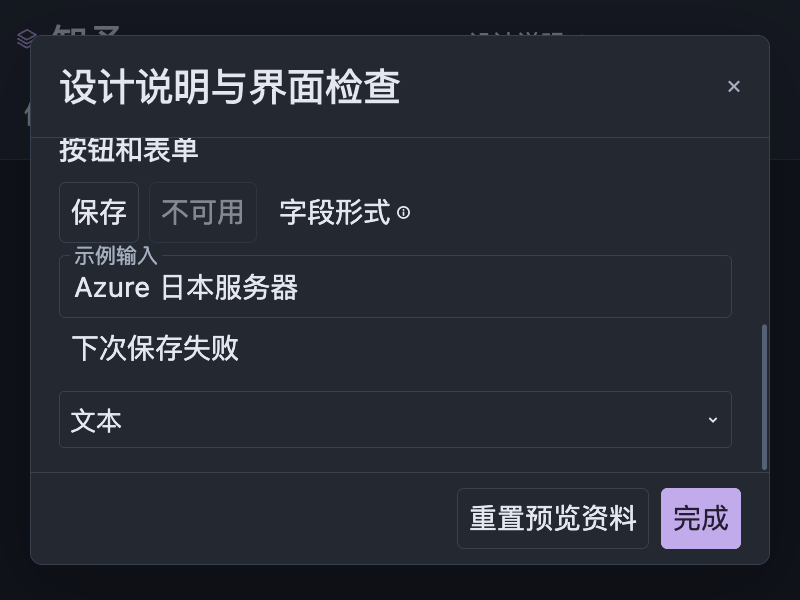 设计说明与界面检查
按钮和表单
保存 不可用 字段形式
示例输入
Azure 日本服务器
下次保存失败
文本
重置预览资料 完成